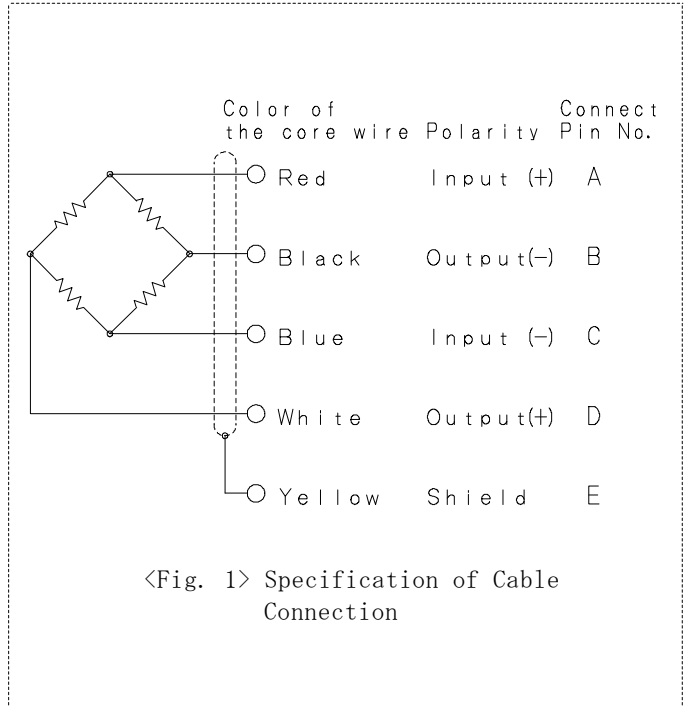 Color of the core wire Polarity Connect Pin No.
Red Input (+) A
Black Output(-) B
Blue Input (-) C
White Output(+) D
Yellow Shield E
<Fig. 1> Specification of Cable
Connection